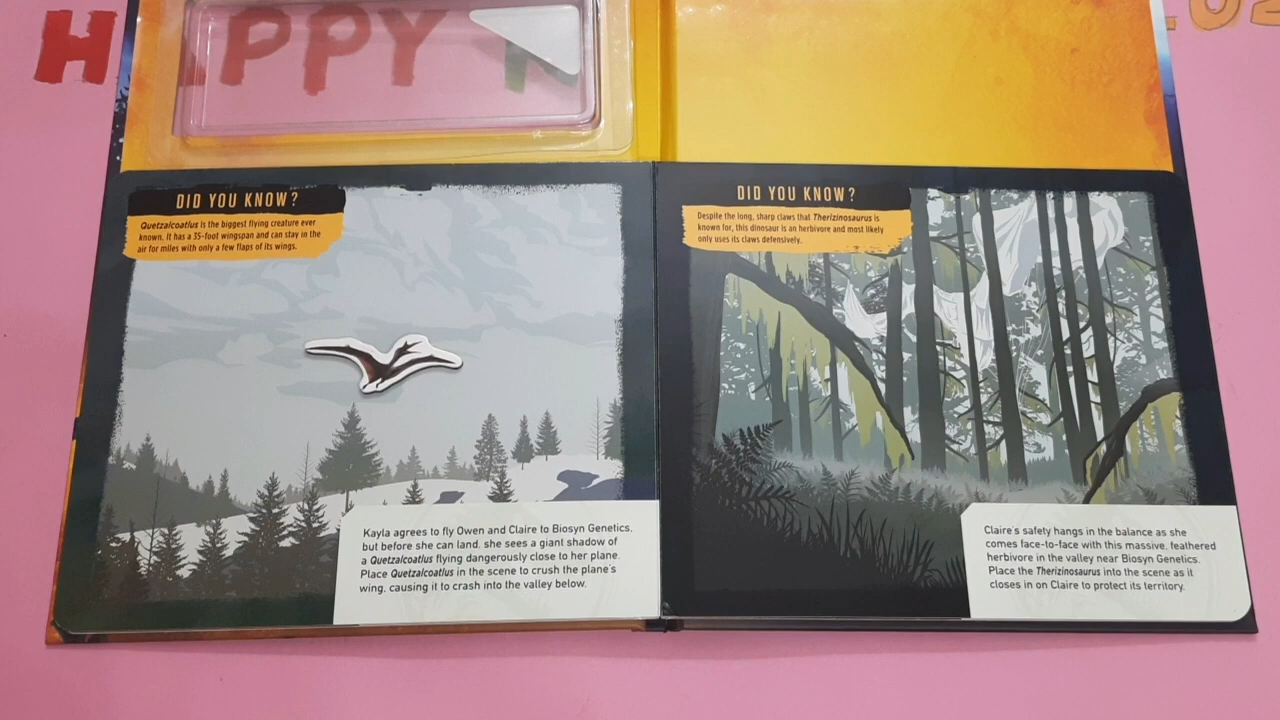 HAPPY
202
DID YOU KNOW?
Quetzalcoatlus is the biggest flying creature ever
known. It has a 35-foot wingspan and can stay in the
air for miles with only a few flaps of its wings.
Kayla agrees to fly Owen and Claire to Biosyn Genetics,
but before she can land, she sees a giant shadow of
a Quetzalcoatlus flying dangerously close to her plane.
Place Quetzalcoatlus in the scene to crush the plane's
wing, causing it to crash into the valley below.
DID YOU KNOW?
Despite the long, sharp claws that Therizinosaurus is
known for, this dinosaur is an herbivore and most likely
only uses its claws defensively.
Claire's safety hangs in the balance as she
comes face-to-face with this massive, feathered
herbivore in the valley near Biosyn Genetics.
Place the Therizinosaurus into the scene as it
closes in on Claire to protect its territory.